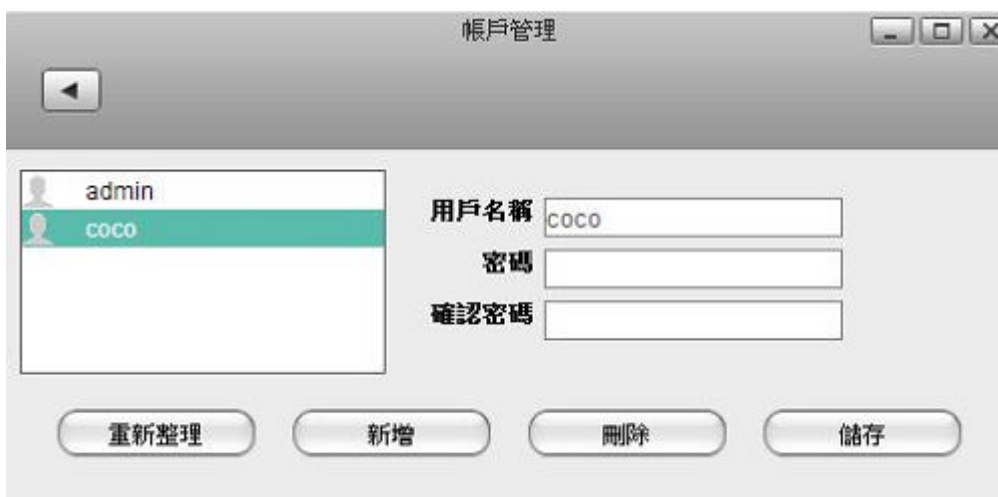 帳戶管理
admin
coco
用戶名稱 coco
密碼
確認密碼
重新整理 新增 刪除 儲存